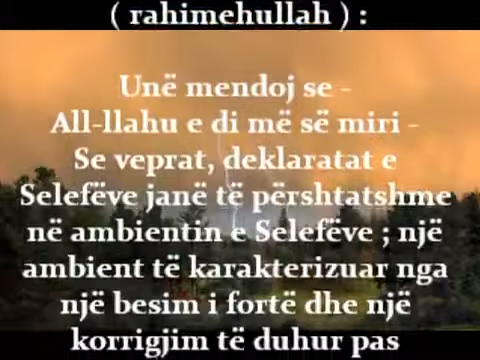 ( rahimehullah ) :
Unë mendoj se -
All-llahu e di më së miri -
Se veprat, deklaratat e
Selefëve janë të përshtatshme
në ambientin e Selefëve ; një
ambient të karakterizuar nga
një besim i fortë dhe një
korrigjim të duhur pas